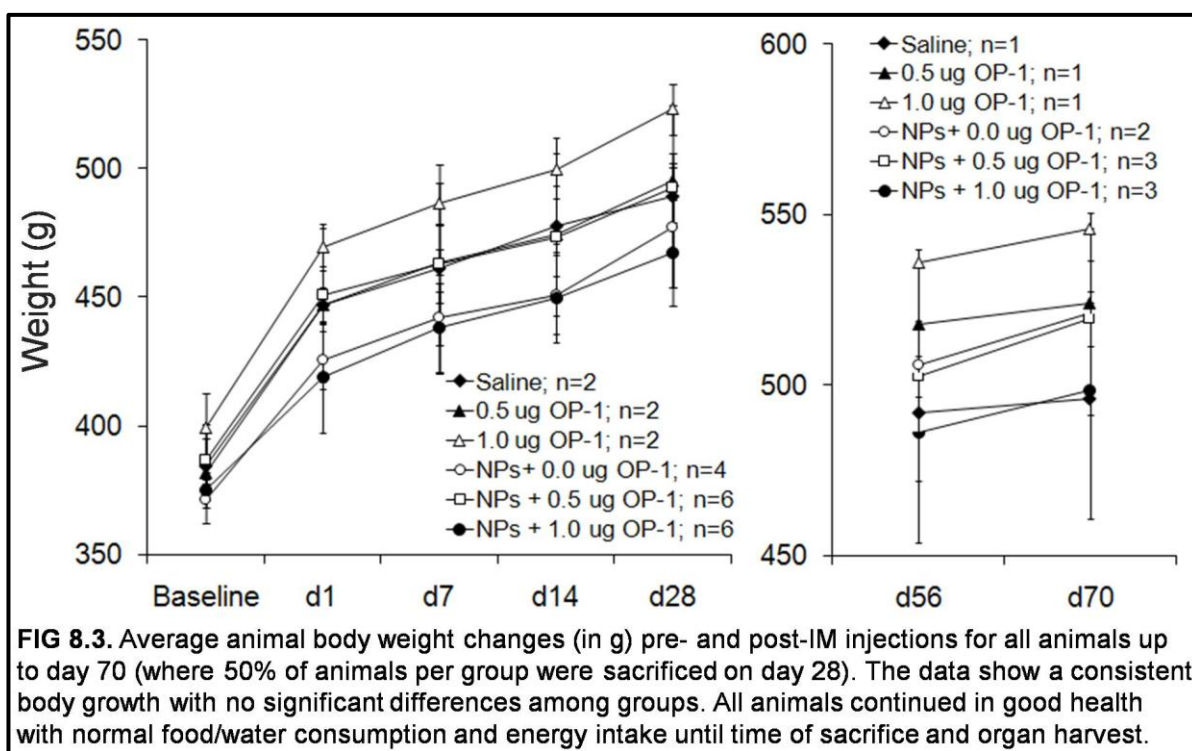 Weight (g)
550
500
450
400
350
Baseline d1 d7 d14 d28
Saline; n=2
0.5 ug OP-1; n=2
1.0 ug OP-1; n=2
NPs+ 0.0 ug OP-1; n=4
NPs + 0.5 ug OP-1; n=6
NPs + 1.0 ug OP-1; n=6
600
550
500
450
d56 d70
Saline; n=1
0.5 ug OP-1; n=1
1.0 ug OP-1; n=1
NPs+ 0.0 ug OP-1; n=2
NPs + 0.5 ug OP-1; n=3
NPs + 1.0 ug OP-1; n=3
FIG 8.3. Average animal body weight changes (in g) pre- and post-IM injections for all animals up
to day 70 (where 50% of animals per group were sacrificed on day 28). The data show a consistent
body growth with no significant differences among groups. All animals continued in good health
with normal food/water consumption and energy intake until time of sacrifice and organ harvest.